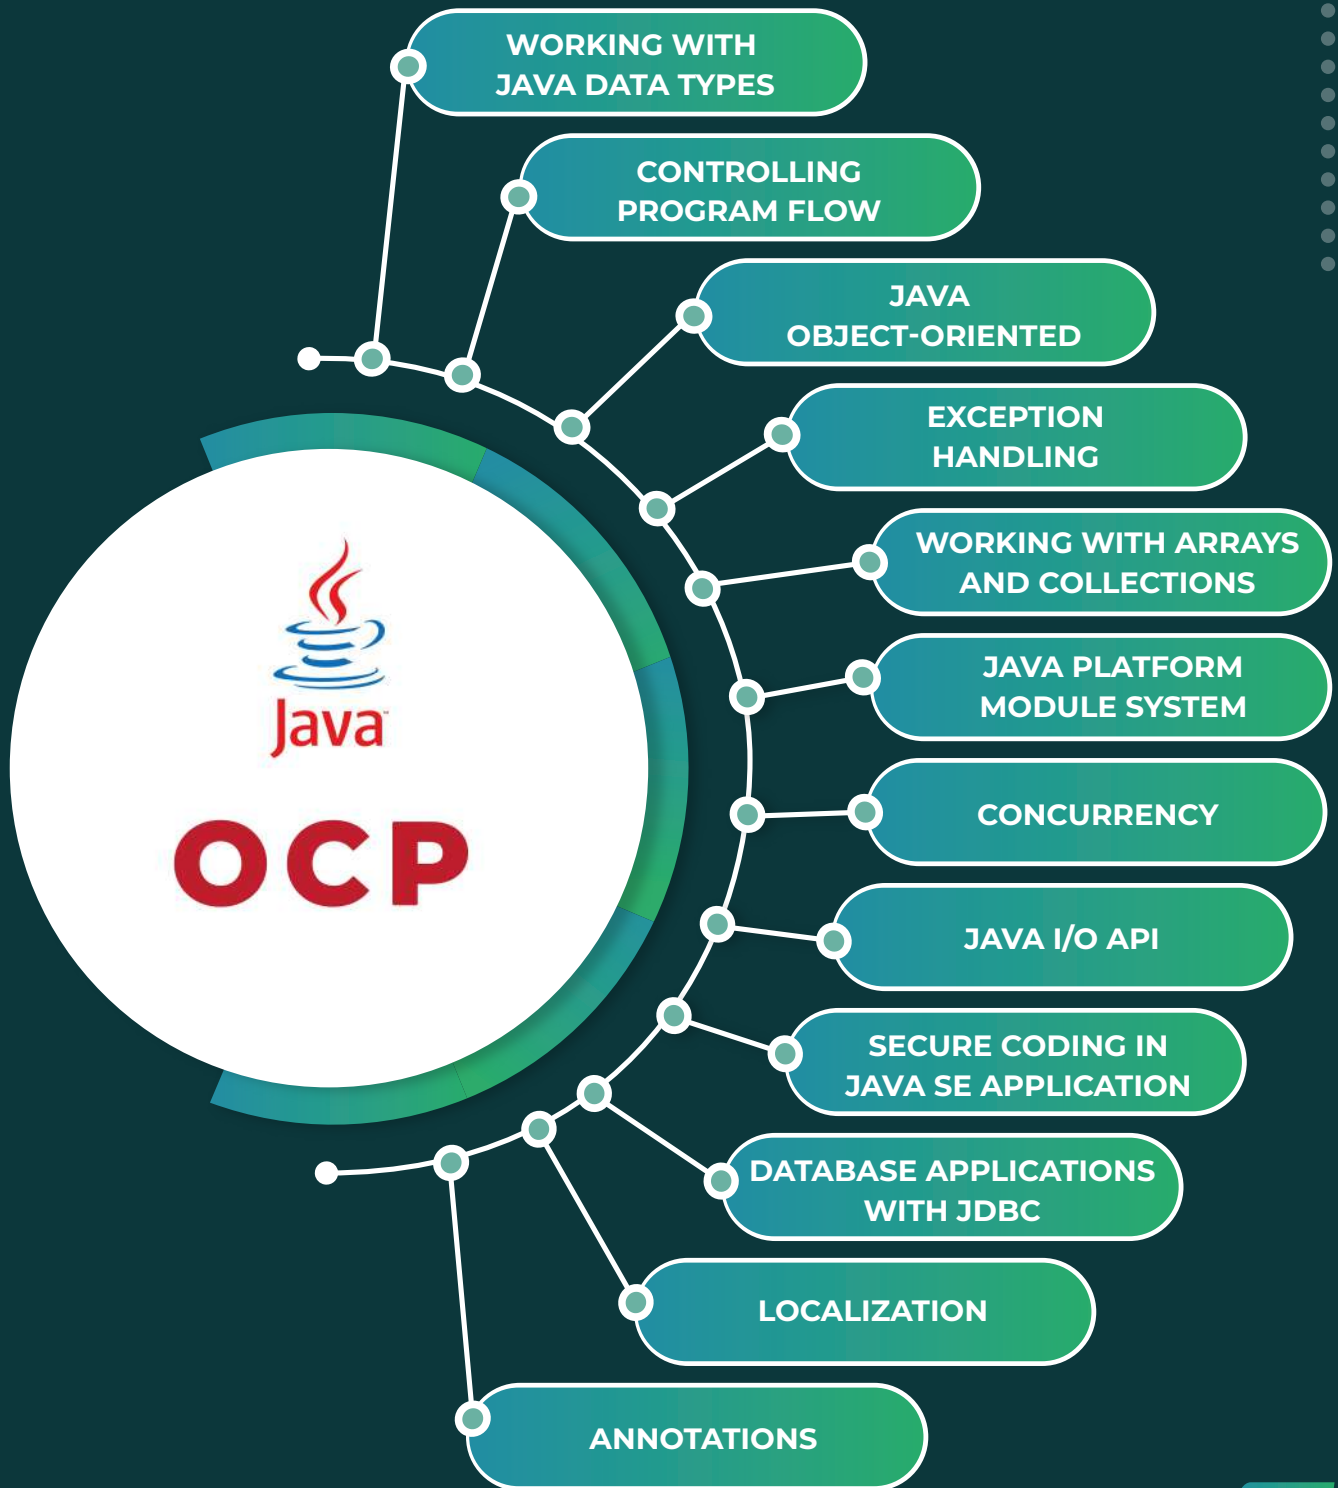 WORKING WITH
JAVA DATA TYPES
CONTROLLING
PROGRAM FLOW
JAVA
OBJECT-ORIENTED
EXCEPTION
HANDLING
WORKING WITH ARRAYS
AND COLLECTIONS
JAVA PLATFORM
MODULE SYSTEM
CONCURRENCY
JAVA I/O API
SECURE CODING IN
JAVA SE APPLICATION
DATABASE APPLICATIONS
WITH JDBC
LOCALIZATION
ANNOTATIONS
Java
OCP